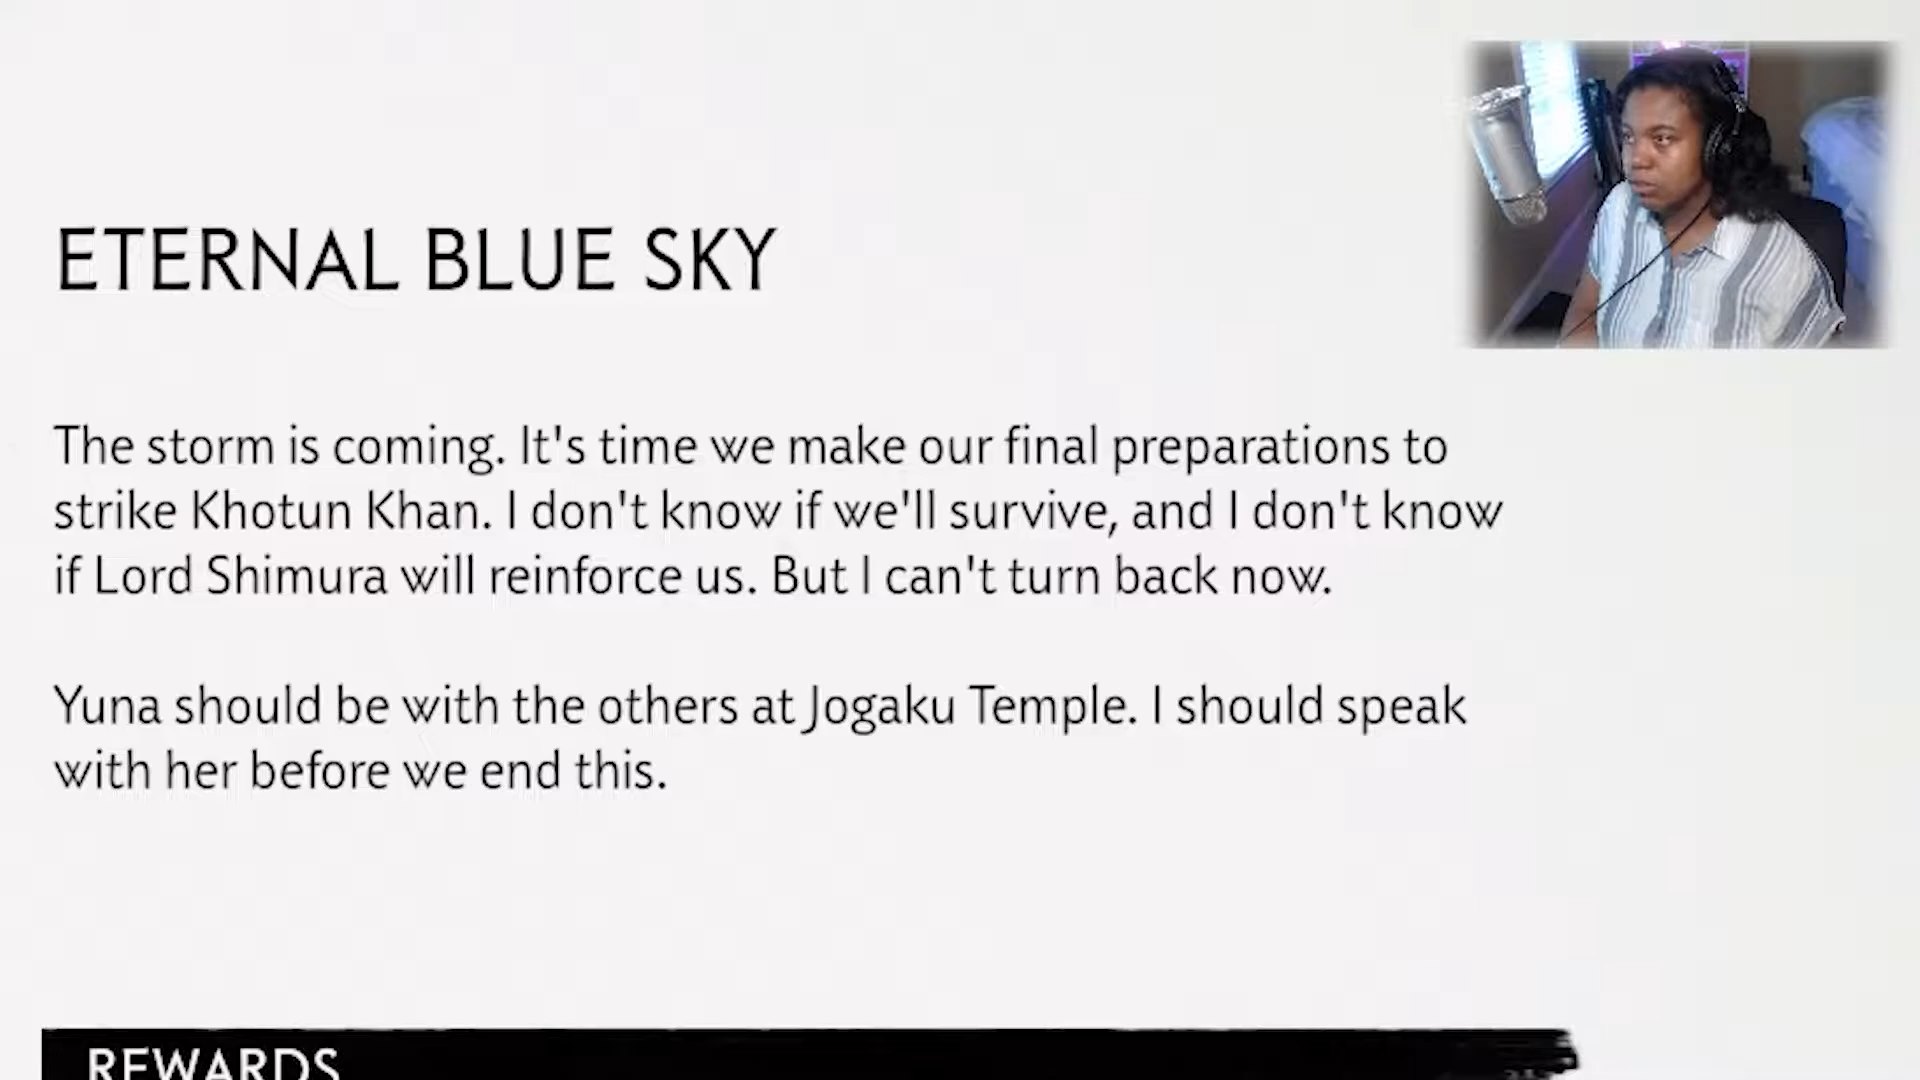 ETERNAL BLUE SKY
The storm is coming. It's time we make our final preparations to
strike Khotun Khan. I don't know if we'll survive, and I don't know
if Lord Shimura will reinforce us. But I can't turn back now.
Yuna should be with the others at Jogaku Temple. I should speak
with her before we end this.
REWARDS